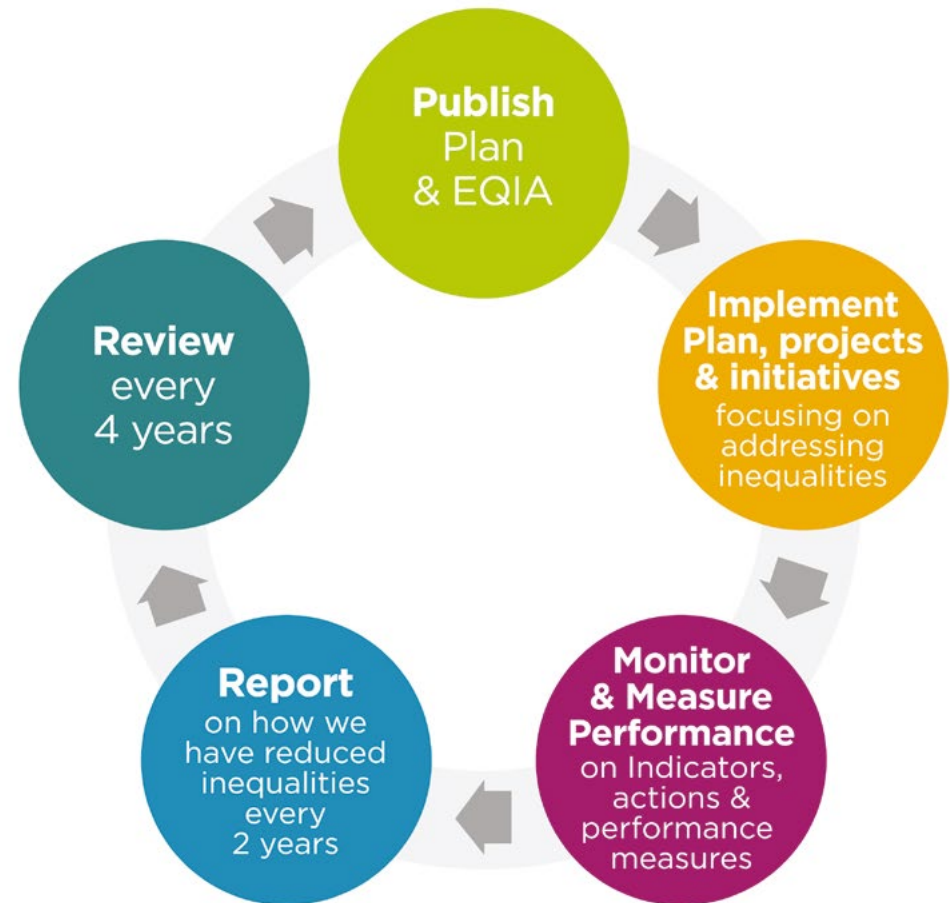 Publish
Plan
& EQIA
Implement
Plan, projects
& initiatives
focusing on
addressing
inequalities
Monitor
& Measure
Performance
on Indicators,
actions &
performance
measures
Report
on how we
have reduced
inequalities
every
2 years
Review
every
4 years